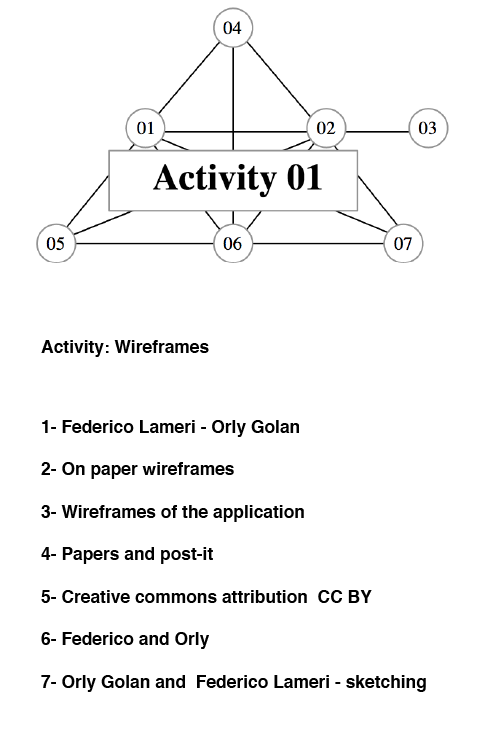 04
01
02
03
Activity 01
05
06
07
Activity: Wireframes
1- Federico Lameri - Orly Golan
2- On paper wireframes
3- Wireframes of the application
4- Papers and post-it
5- Creative commons attribution  CC BY
6- Federico and Orly
7- Orly Golan and  Federico Lameri - sketching